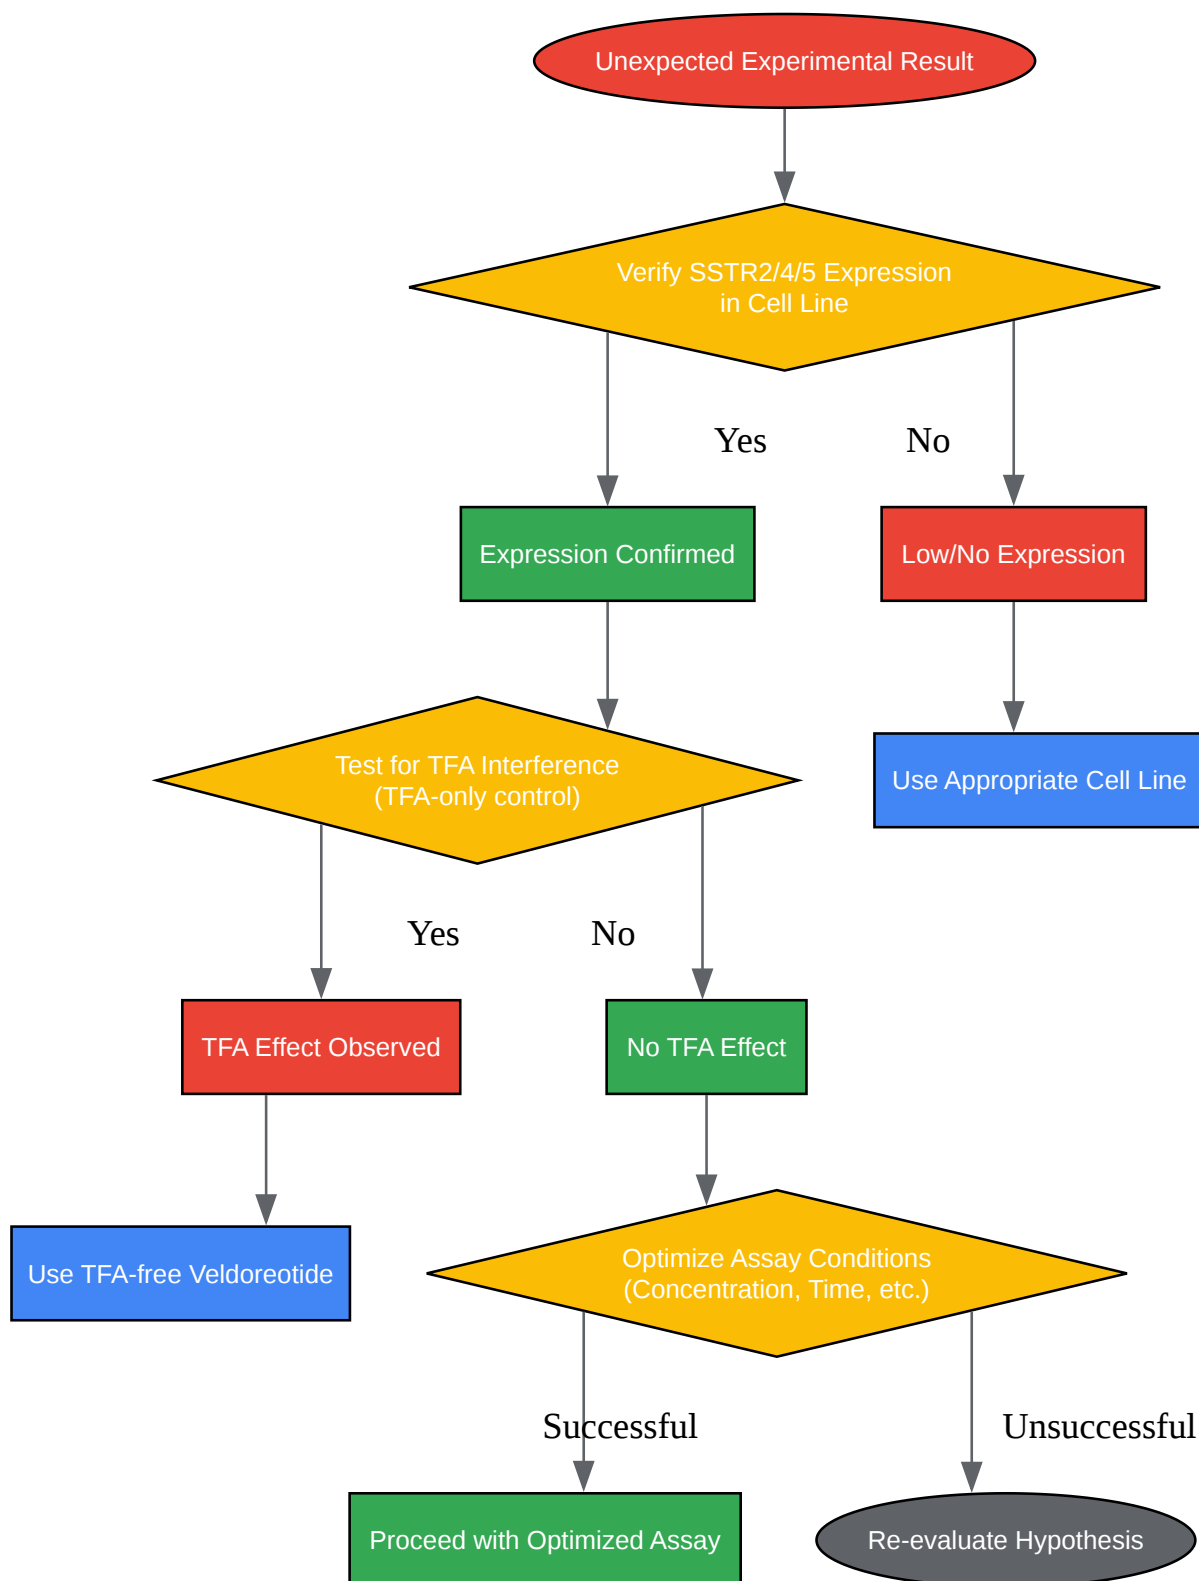 Unexpected Experimental Result
Verify SSTR2/4/5 Expression
in Cell Line
Yes
No
Expression Confirmed
Low/No Expression
Test for TFA Interference
(TFA-only control)
Use Appropriate Cell Line
Yes
No
TFA Effect Observed
No TFA Effect
Use TFA-free Veldoreotide
Optimize Assay Conditions
(Concentration, Time, etc.)
Successful
Unsuccessful
Proceed with Optimized Assay
Re-evaluate Hypothesis